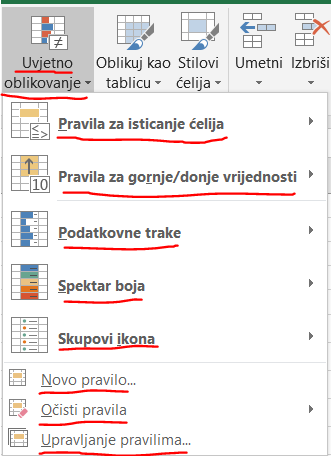 Uvjetno oblikovanje
Oblikuj kao tablicu
Stilovi ćelija
Umetni
Izbriši
Pravila za isticanje ćelija
Pravila za gornje/donje vrijednosti
10
Podatkovne trake
Spektar boja
Skupovi ikona
Novo pravilo...
Očisti pravila
Upravljanje pravilima...